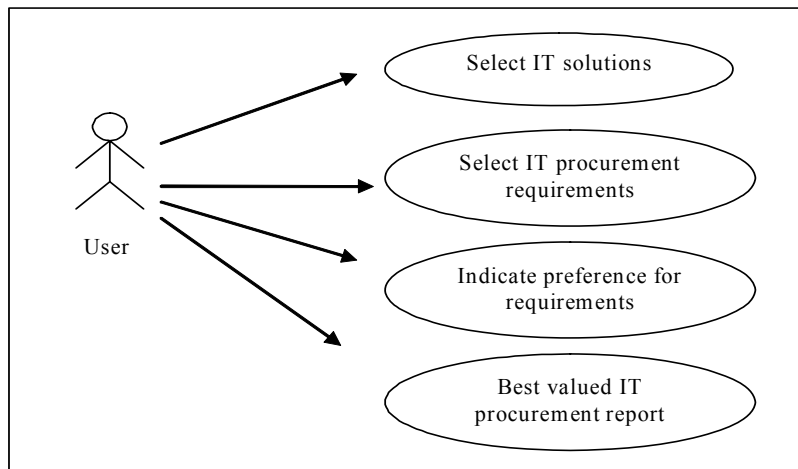 Select IT solutions
Select IT procurement
requirements
User
Indicate preference for
requirements
Best valued IT
procurement report